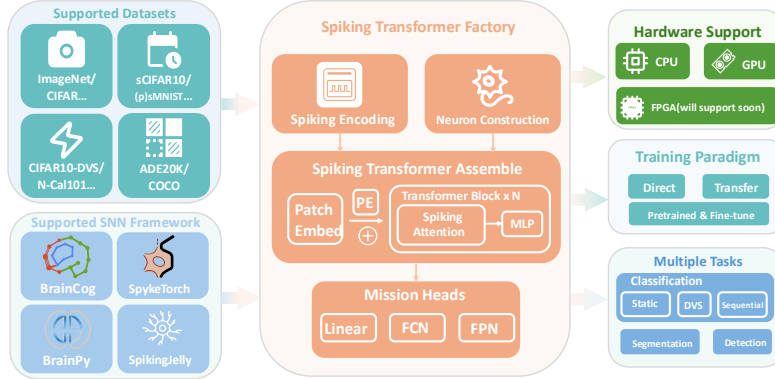 Supported Datasets
ImageNet/
CIFAR...
sCIFAR10/
(p)sMNIST...
CIFAR10-DVS/
N-Cal101...
ADE20K/
COCO
Supported SNN Framework
BrainCog
SpykeTorch
BrainPy
SpikingJelly
Spiking Transformer Factory
Spiking Encoding
Neuron Construction
Spiking Transformer Assemble
Patch
Embed
PE
Transformer Block x N
Spiking
Attention
MLP
Mission Heads
Linear
FCN
FPN
Hardware Support
CPU
GPU
FPGA(will support soon)
Training Paradigm
Direct
Transfer
Pretrained & Fine-tune
Multiple Tasks
Classification
Static
DVS
Sequential
Segmentation
Detection